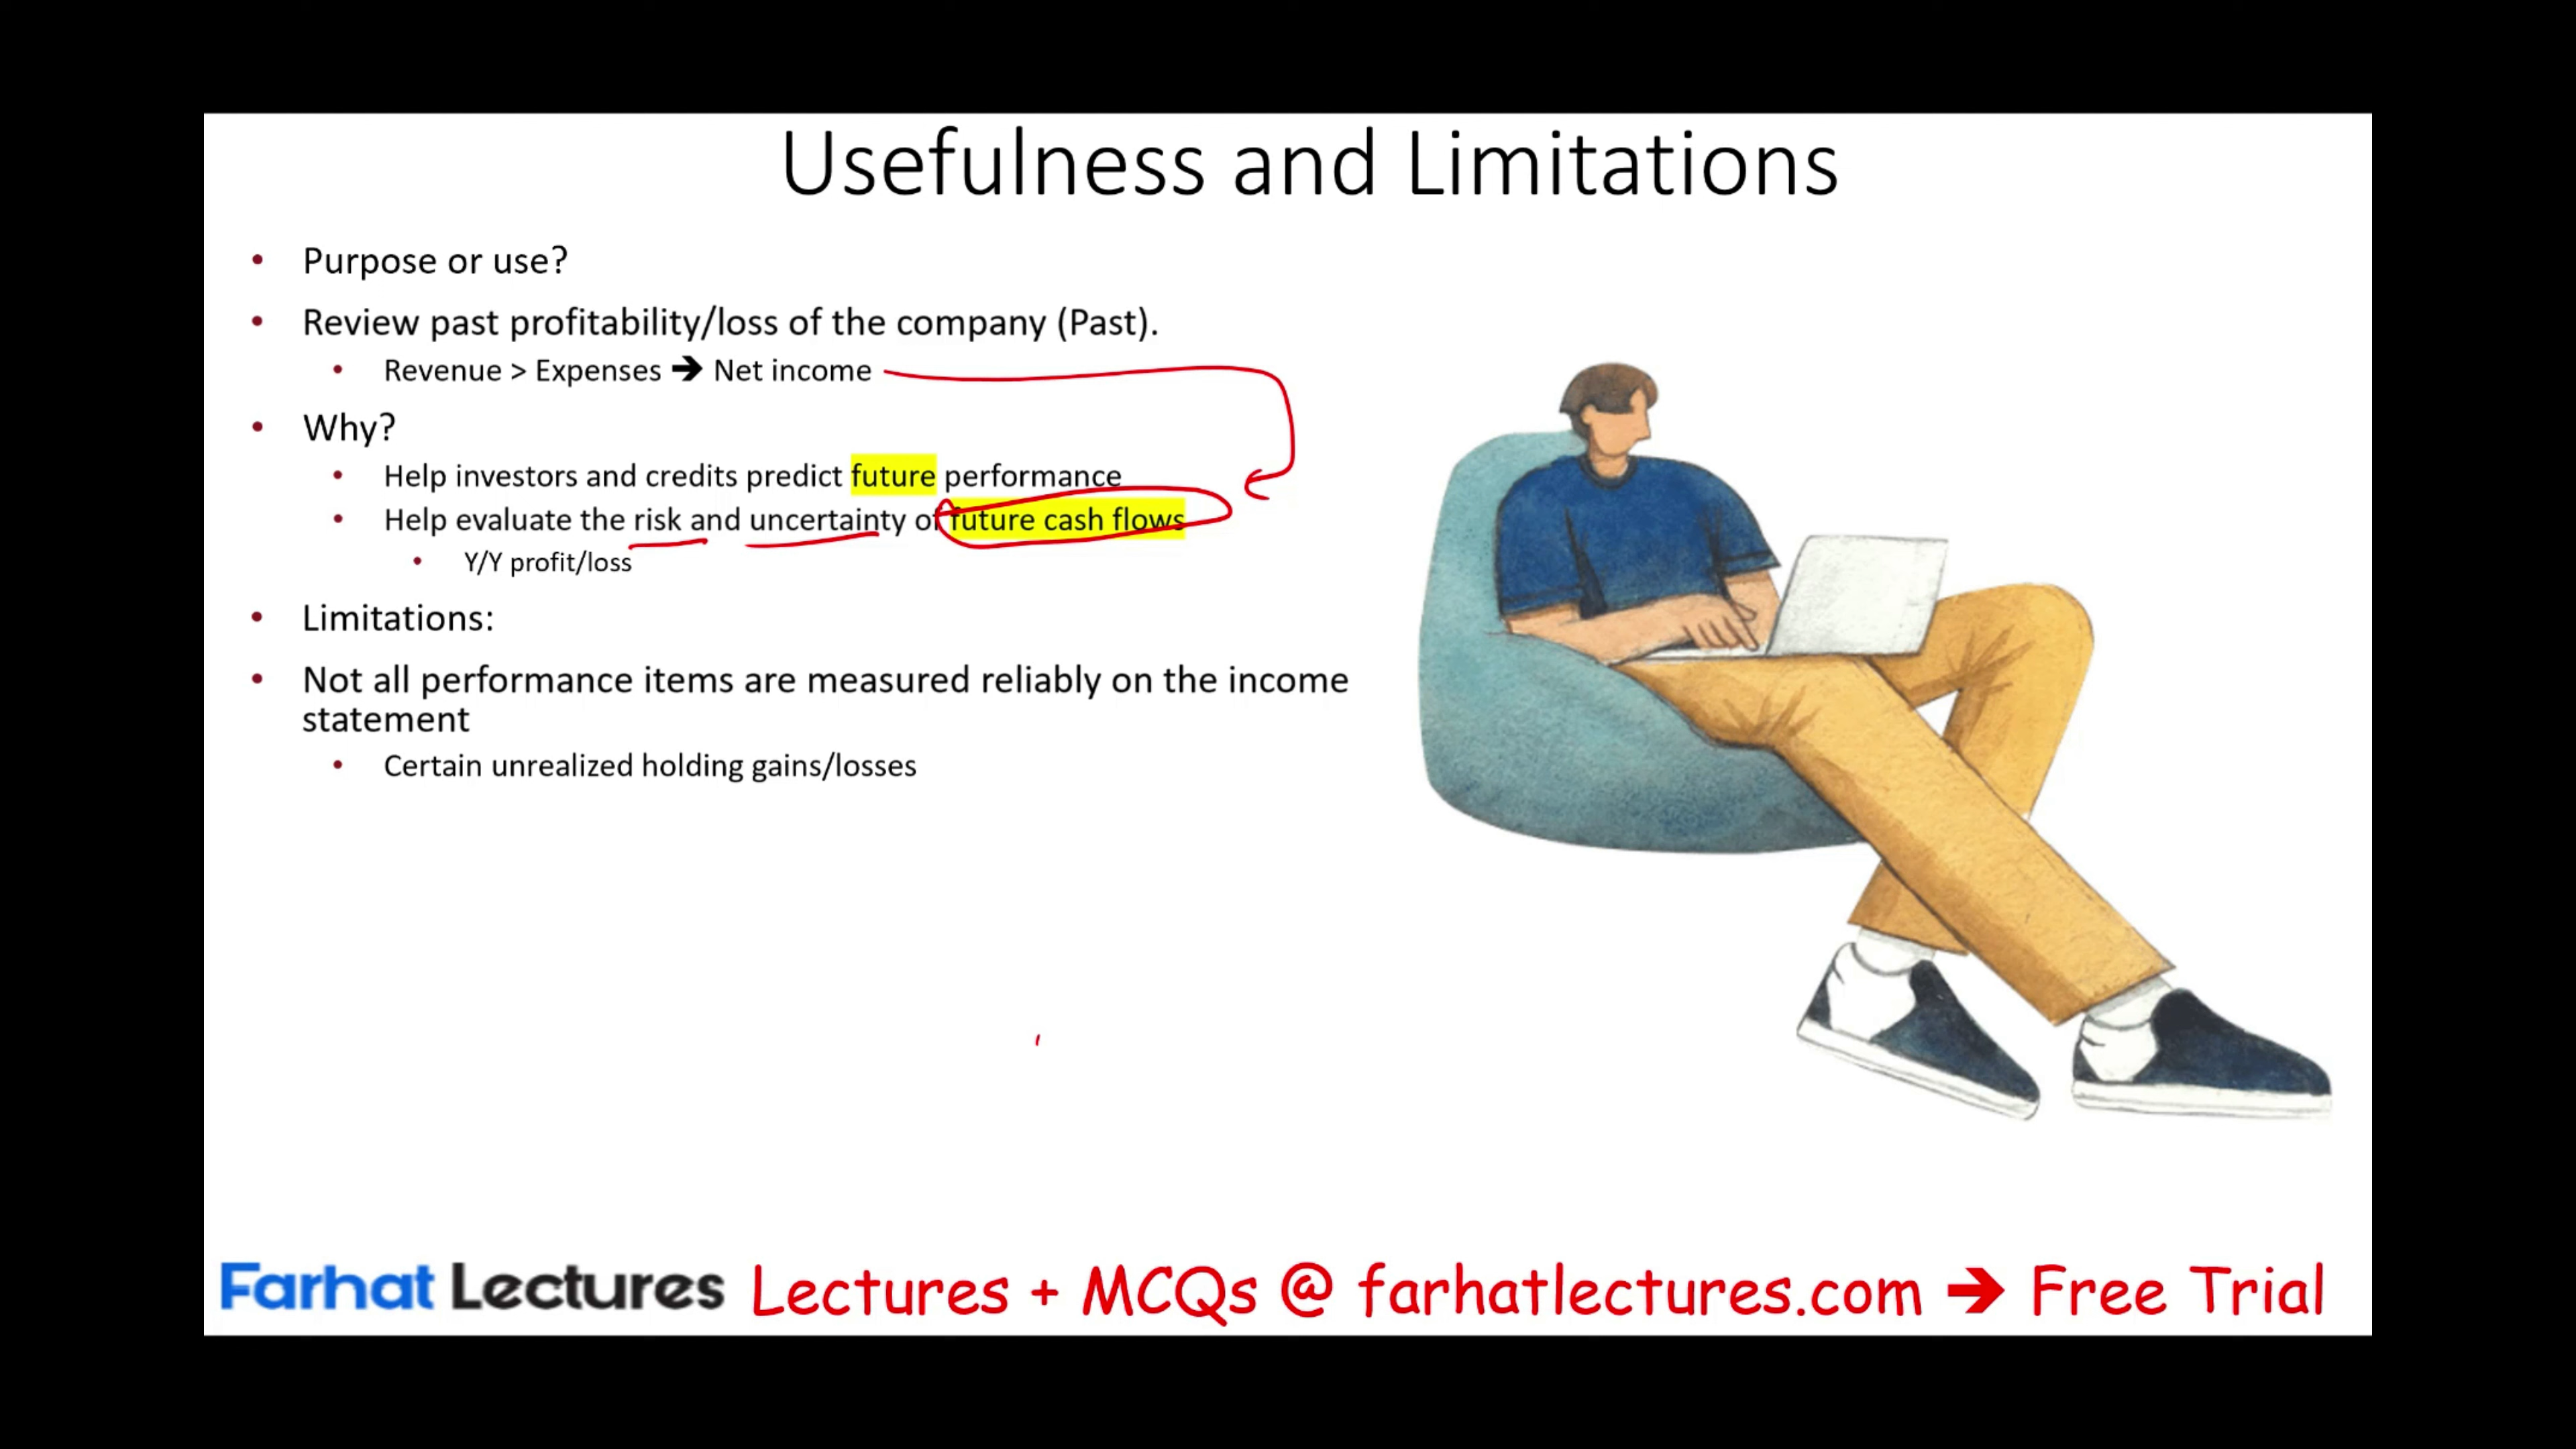 Usefulness and Limitations
• Purpose or use?
• Review past profitability/loss of the company (Past).
• Revenue > Expenses ➔ Net income
• Why?
• Help investors and credits predict future performance
• Help evaluate the risk and uncertainty of future cash flows
• Y/Y profit/loss
• Limitations:
• Not all performance items are measured reliably on the income
statement
• Certain unrealized holding gains/losses
Farhat Lectures Lectures + MCQs @ farhatlectures.com ➔ Free Trial